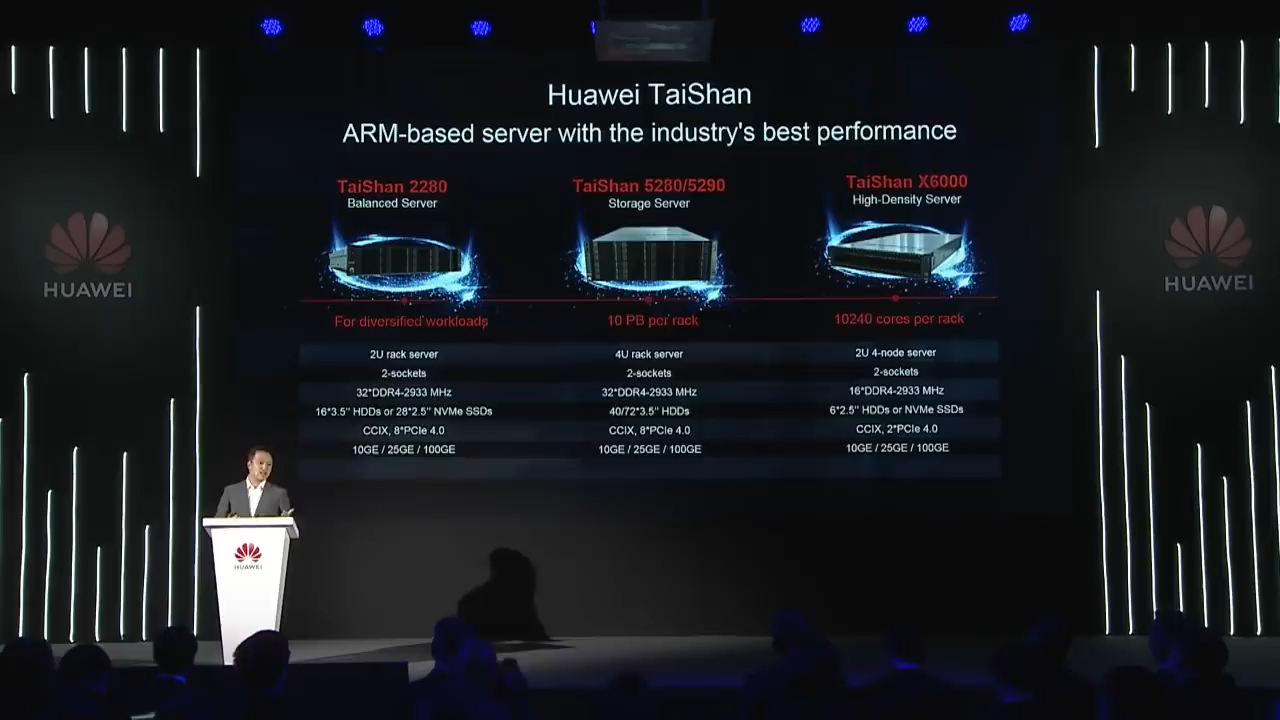 Huawei TaiShan
ARM-based server with the industry's best performance
TaiShan 2280
Balanced Server
TaiShan 5280/5290
Storage Server
TaiShan X6000
High-Density Server
HUAWEI
HUAWEI
For diversified workloads
10 PB per rack
10240 cores per rack
2U rack server
4U rack server
2U 4-node server
2-sockets
2-sockets
2-sockets
32*DDR4-2933 MHz
32*DDR4-2933 MHz
16*DDR4-2933 MHz
16*3.5" HDDs or 28*2.5" NVMe SSDs
40/72*3.5" HDDs
6*2.5" HDDs or NVMe SSDs
CCIX, 8*PCIe 4.0
CCIX, 8*PCIe 4.0
CCIX, 2*PCIe 4.0
10GE / 25GE / 100GE
10GE / 25GE / 100GE
10GE / 25GE / 100GE
HUAWEI